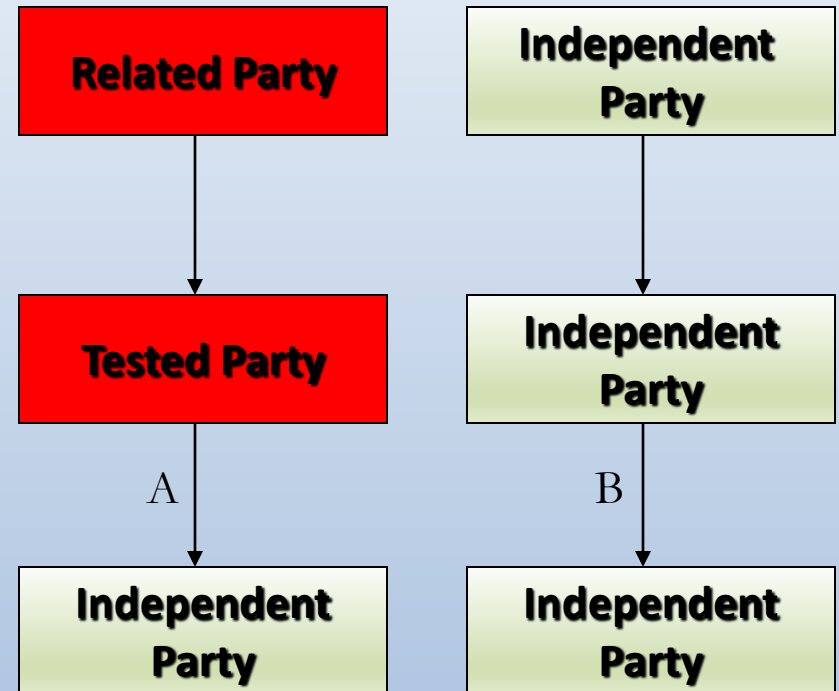 Related Party
Independent
Party
Tested Party
Independent
Party
A
B
Independent
Party
Independent
Party